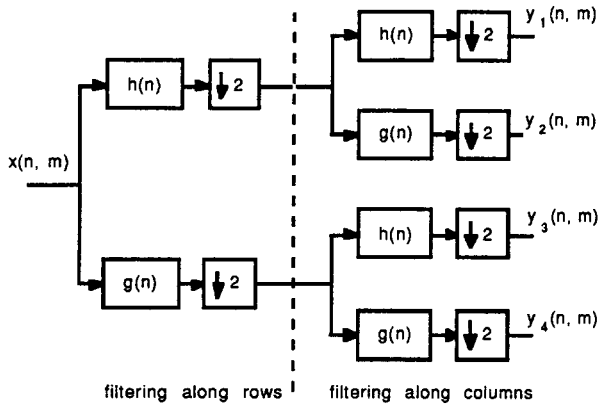 y1(n, m)
h(n)
2
h(n)
2
y2(n, m)
g(n)
2
x(n, m)
y3(n, m)
h(n)
2
g(n)
2
y4(n, m)
g(n)
2
filtering along rows
filtering along columns